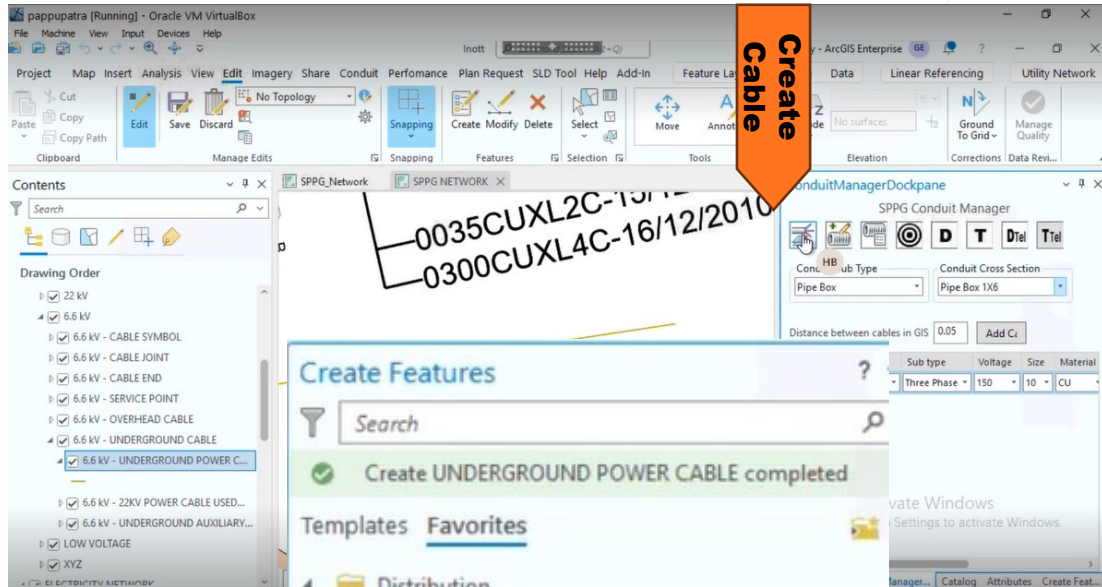 pappupatra [Running] - Oracle VM VirtualBox
File Machine View Input Devices Help
Inott
- ArcGIS Enterprise GE ?
Project Map Insert Analysis View Edit Imagery Share Conduit Perfomance Plan Request SLD Tool Help Add-In Feature Data Linear Referencing Utility Network
Cut
Copy
Copy Path
Paste
Edit Save Discard
No Topology
Snapping
Create Modify Delete
Select
Move
No surfaces
Ground To Grid
Manage Quality
Clipboard Manage Edits Snapping Features Selection Tools Elevation Corrections Data Revi...
Create
Cable
Contents
Search
Drawing Order
22 kV
6.6 kV
6.6 kV - CABLE SYMBOL
6.6 kV - CABLE JOINT
6.6 kV - CABLE END
6.6 kV - SERVICE POINT
6.6 kV - OVERHEAD CABLE
6.6 kV - UNDERGROUND CABLE
6.6 kV - UNDERGROUND POWER C...
6.6 kV - 22KV POWER CABLE USED...
6.6 kV - UNDERGROUND AUXILIARY...
LOW VOLTAGE
XYZ
ELECTRICITY NETWORK
SPPG_Network SPPG NETWORK
0300CUXL4C-16/12/2010
Create Features ?
Search
Create UNDERGROUND POWER CABLE completed
Templates Favorites
Distribution
SPPG Conduit Manager
D T DTel TTel
HB
Conduit Cross Section
Pipe Box Pipe Box 1X6
Distance between cables in GIS 0.05 Add
Sub type Voltage Size Material
Three Phase 150 10 CU
Settings to activate Windows.
Catalog Attributes Create Feat...